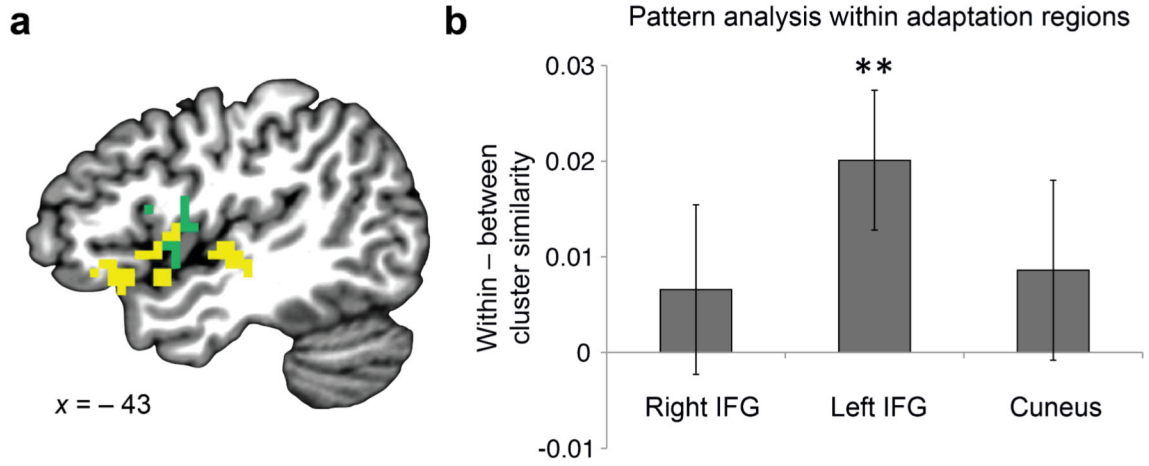 a
x = – 43
b
Pattern analysis within adaptation regions
Within – between
cluster similarity
0.03
0.02
0.01
0
-0.01
**
Right IFG
Left IFG
Cuneus